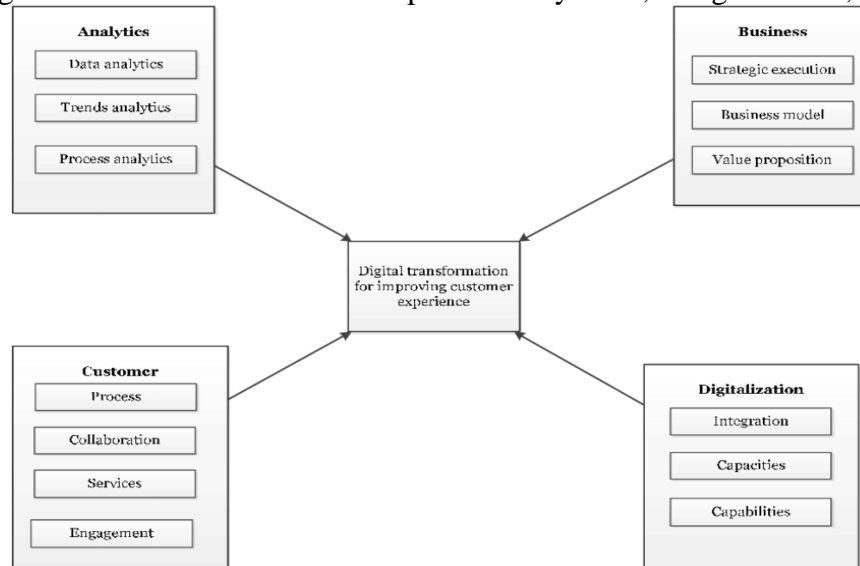 Analytics
Data analytics
Trends analytics
Process analytics
Business
Strategic execution
Business model
Value proposition
Digital transformation
for improving customer
experience
Customer
Process
Collaboration
Services
Engagement
Digitalization
Integration
Capacities
Capabilities